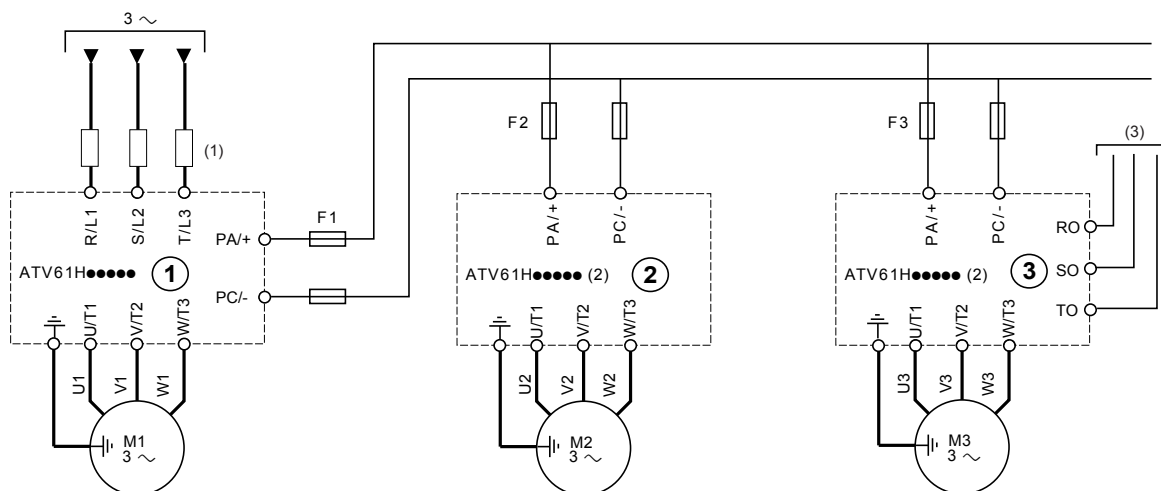 3 ∼
(1)
F2
F3
(3)
R/L1
S/L2
T/L3
PA/+
F1
PC/-
ATV61H●●●●● 1
U/T1
V/T2
W/T3
U1
V1
W1
M1
3 ∼
PA/+
PC/-
ATV61H●●●●● (2) 2
U/T1
V/T2
W/T3
U2
V2
W2
M2
3 ∼
PA/+
PC/-
RO
SO
TO
ATV61H●●●●● (2) 3
U/T1
V/T2
W/T3
U3
V3
W3
M3
3 ∼